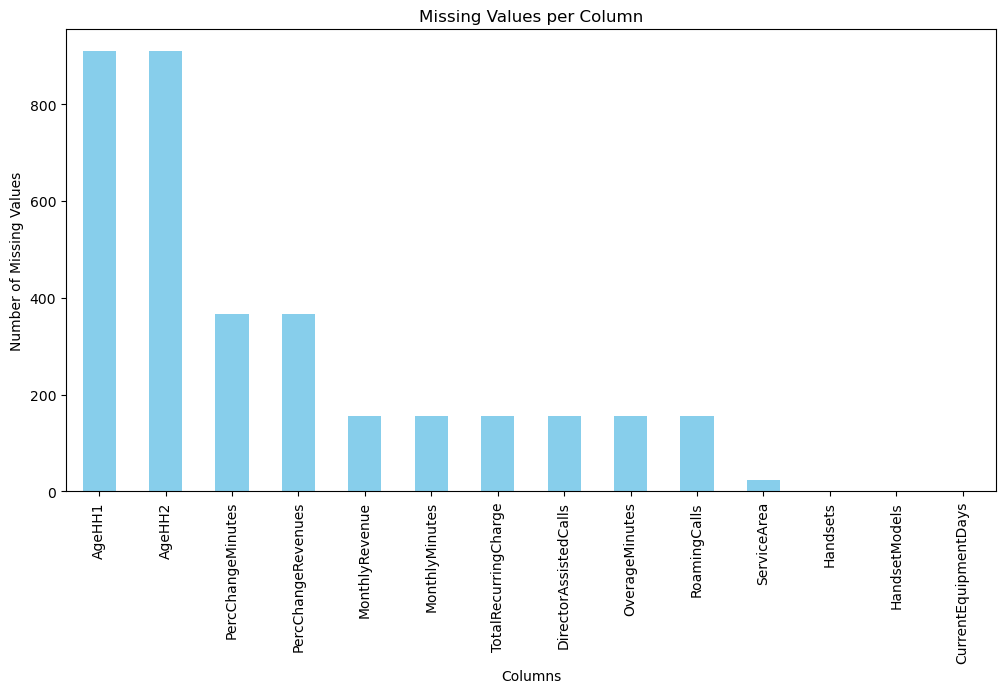 Missing Values per Column
Number of Missing Values
800
600
400
200
0
AgeHH1
AgeHH2
PercChangeMinutes
PercChangeRevenues
MonthlyRevenue
MonthlyMinutes
TotalRecurringCharge
DirectorAssistedCalls
OverageMinutes
RoamingCalls
ServiceArea
Handsets
HandsetModels
CurrentEquipmentDays
Columns